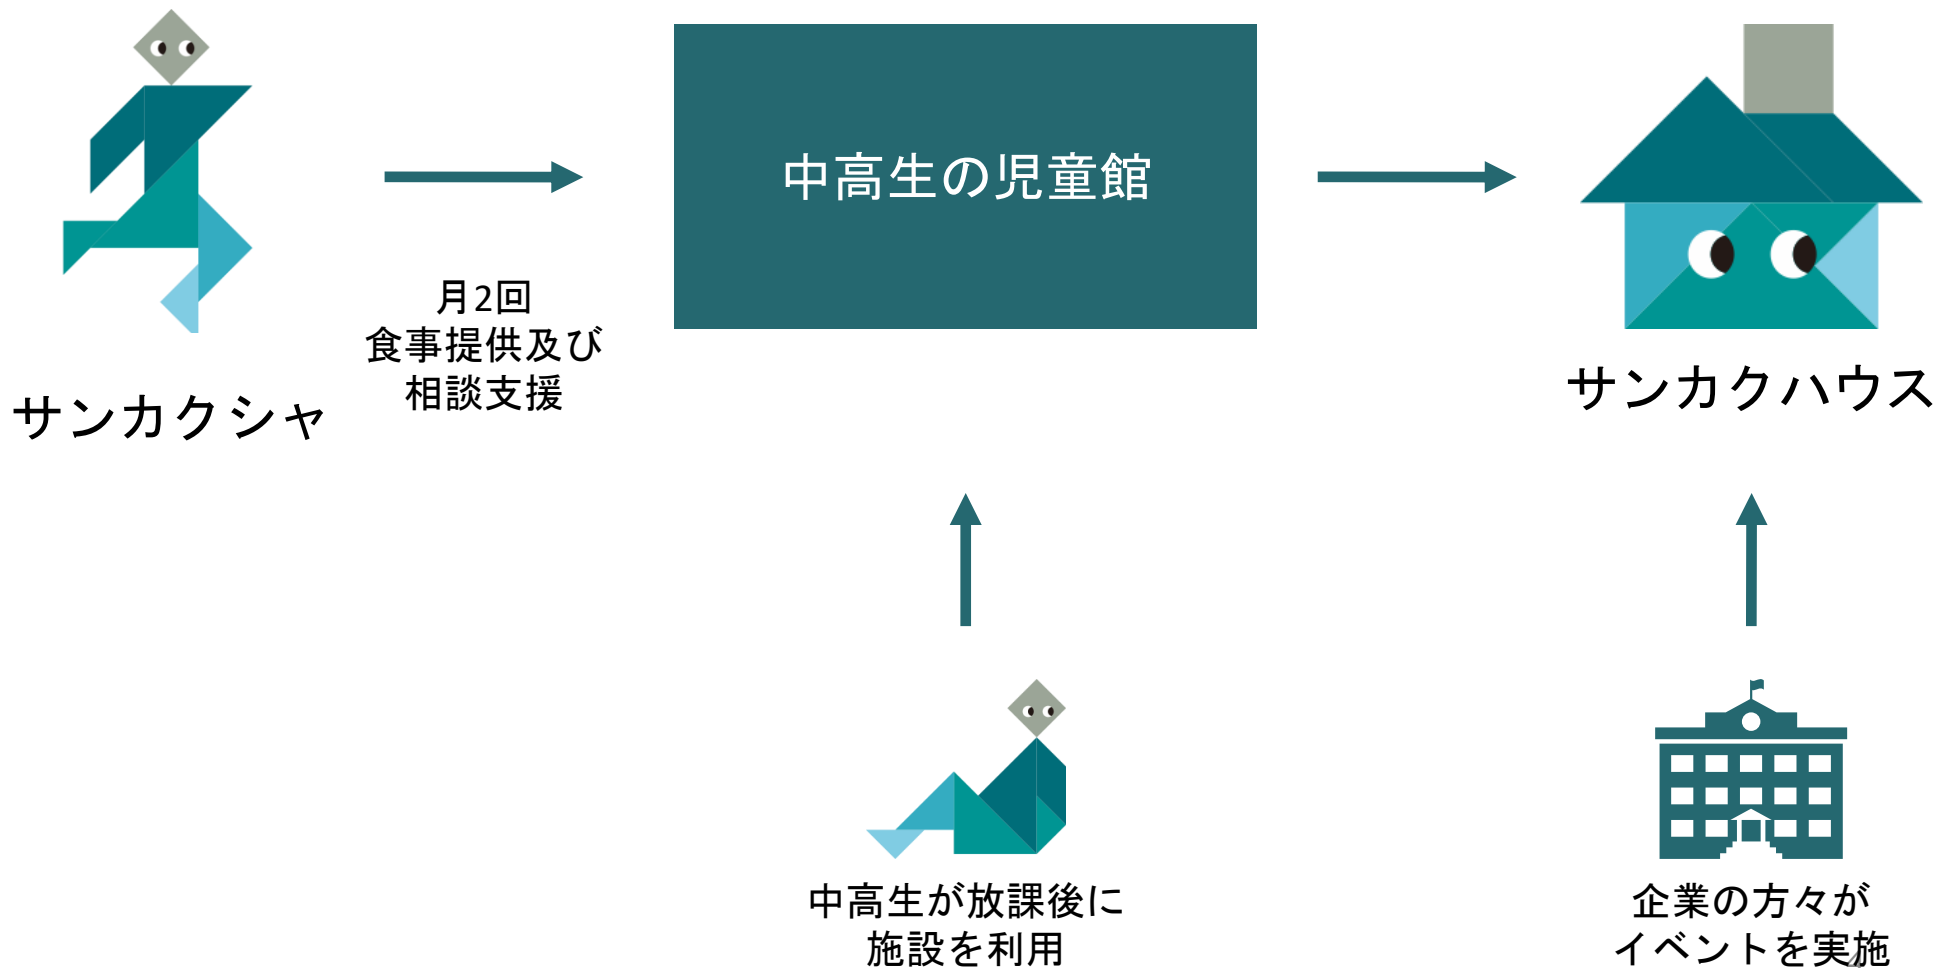 中高生の児童館
月2回
食事提供及び
相談支援
サンカクシャ
サンカクハウス
中高生が放課後に
施設を利用
企業の方々が
イベントを実施
4